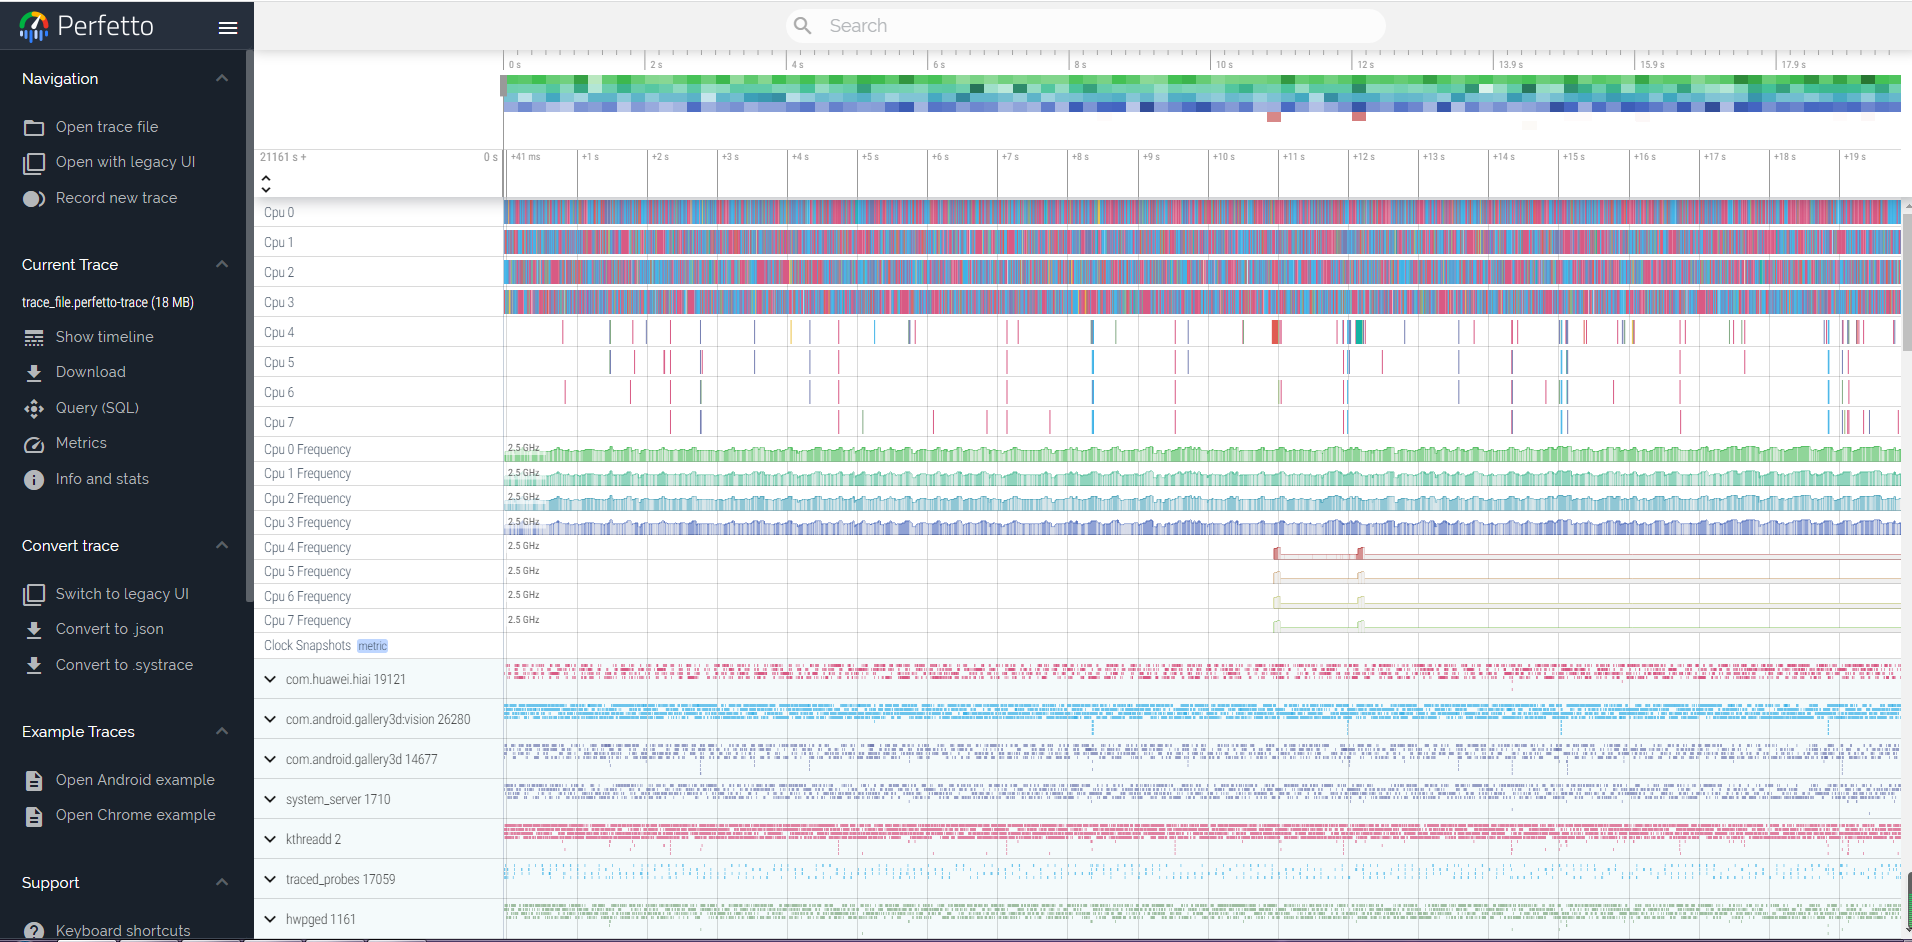 Perfetto
Search
Navigation
Open trace file
Open with legacy UI
Record new trace
Current Trace
trace_file.perfetto-trace (18 MB)
Show timeline
Download
Query (SQL)
Metrics
Info and stats
Convert trace
Switch to legacy UI
Convert to .json
Convert to .systrace
Example Traces
Open Android example
Open Chrome example
Support
Keyboard shortcuts
0 s 2 s 4 s 6 s 8 s 10 s 12 s 13.9 s 15.9 s 17.9 s
21161 s + 0 s +41 ms +1 s +2 s +3 s +4 s +5 s +6 s +7 s +8 s +9 s +10 s +11 s +12 s +13 s +14 s +15 s +16 s +17 s +18 s +19 s
Cpu 0
Cpu 1
Cpu 2
Cpu 3
Cpu 4
Cpu 5
Cpu 6
Cpu 7
Cpu 0 Frequency 2.5 GHz
Cpu 1 Frequency 2.5 GHz
Cpu 2 Frequency 2.5 GHz
Cpu 3 Frequency 2.5 GHz
Cpu 4 Frequency 2.5 GHz
Cpu 5 Frequency 2.5 GHz
Cpu 6 Frequency 2.5 GHz
Cpu 7 Frequency 2.5 GHz
Clock Snapshots metric
com.huawei.hiai 19121
com.android.gallery3d:vision 26280
com.android.gallery3d 14677
system_server 1710
kthreadd 2
traced_probes 17059
hwpged 1161